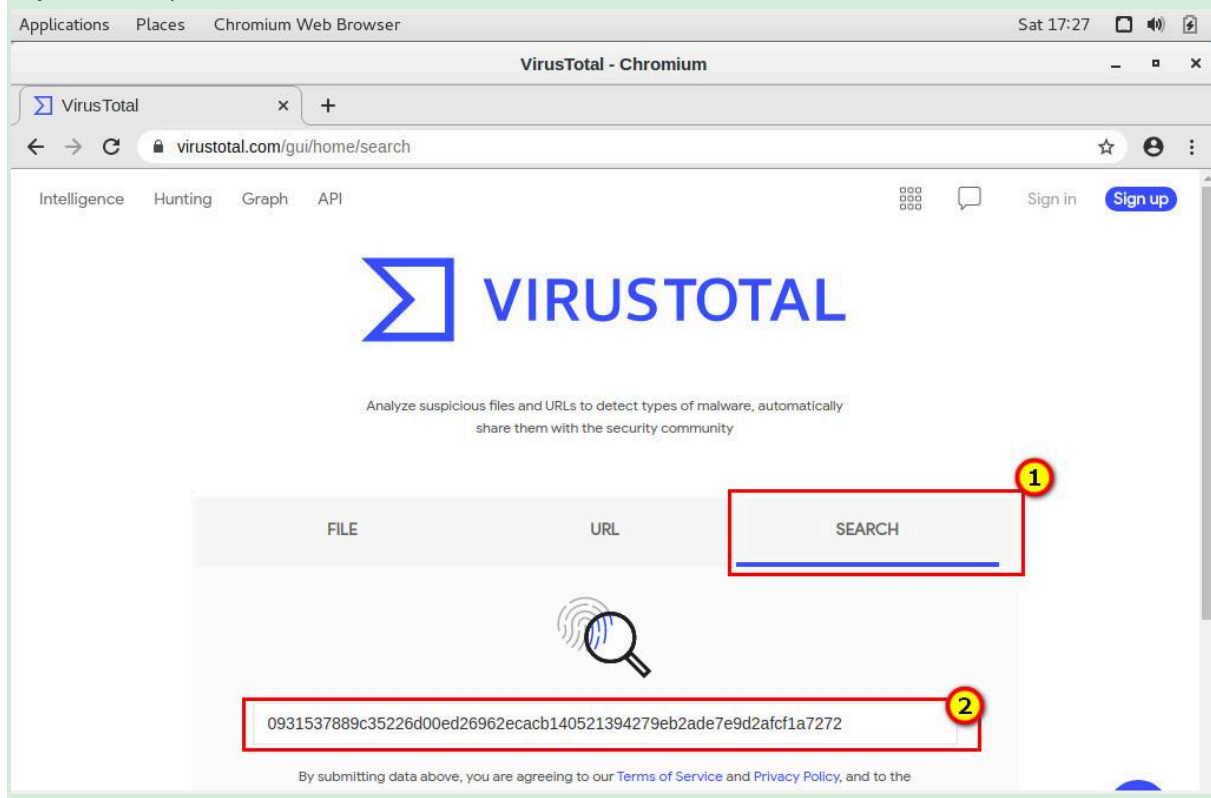 Applications Places Chromium Web Browser Sat 17:27
VirusTotal - Chromium
VirusTotal
virustotal.com/gui/home/search
Intelligence Hunting Graph API Sign in Sign up
VIRUSTOTAL
Analyze suspicious files and URLs to detect types of malware, automatically
share them with the security community
1
FILE URL SEARCH
2
0931537889c35226d00ed26962ecacb140521394279eb2ade7e9d2afcf1a7272
By submitting data above, you are agreeing to our Terms of Service and Privacy Policy, and to the